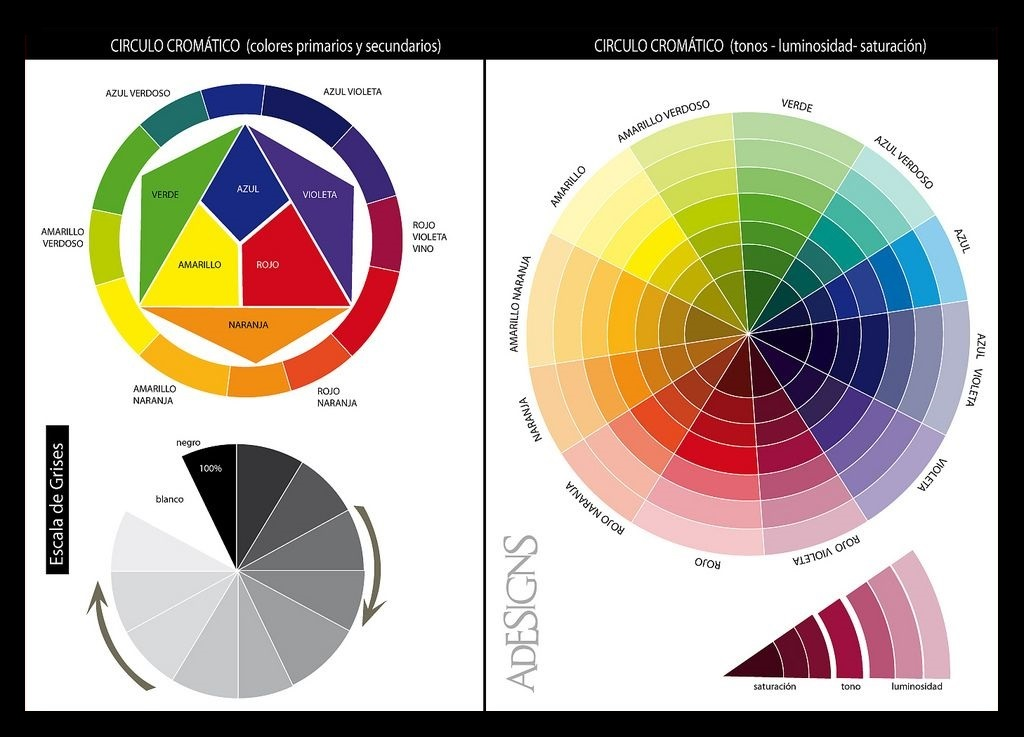 CIRCULO CROMÁTICO (colores primarios y secundarios)
AZUL VERDOSO
AZUL VIOLETA
VERDE
AZUL
VIOLETA
AMARILLO
VERDOSO
ROJO
VIOLETA
VINO
AMARILLO
ROJO
NARANJA
AMARILLO
NARANJA
ROJO
NARANJA
Escala de Grises
negro
100%
blanco
CIRCULO CROMÁTICO (tonos - luminosidad- saturación)
AMARILLO VERDOSO
VERDE
AZUL VERDOSO
AMARILLO
AZUL
AMARILLO NARANJA
AZUL VIOLETA
NARANJA
VIOLETA
ROJO NARANJA
ROJO VIOLETA
ROJO
ADESIGNS
saturación
tono
luminosidad